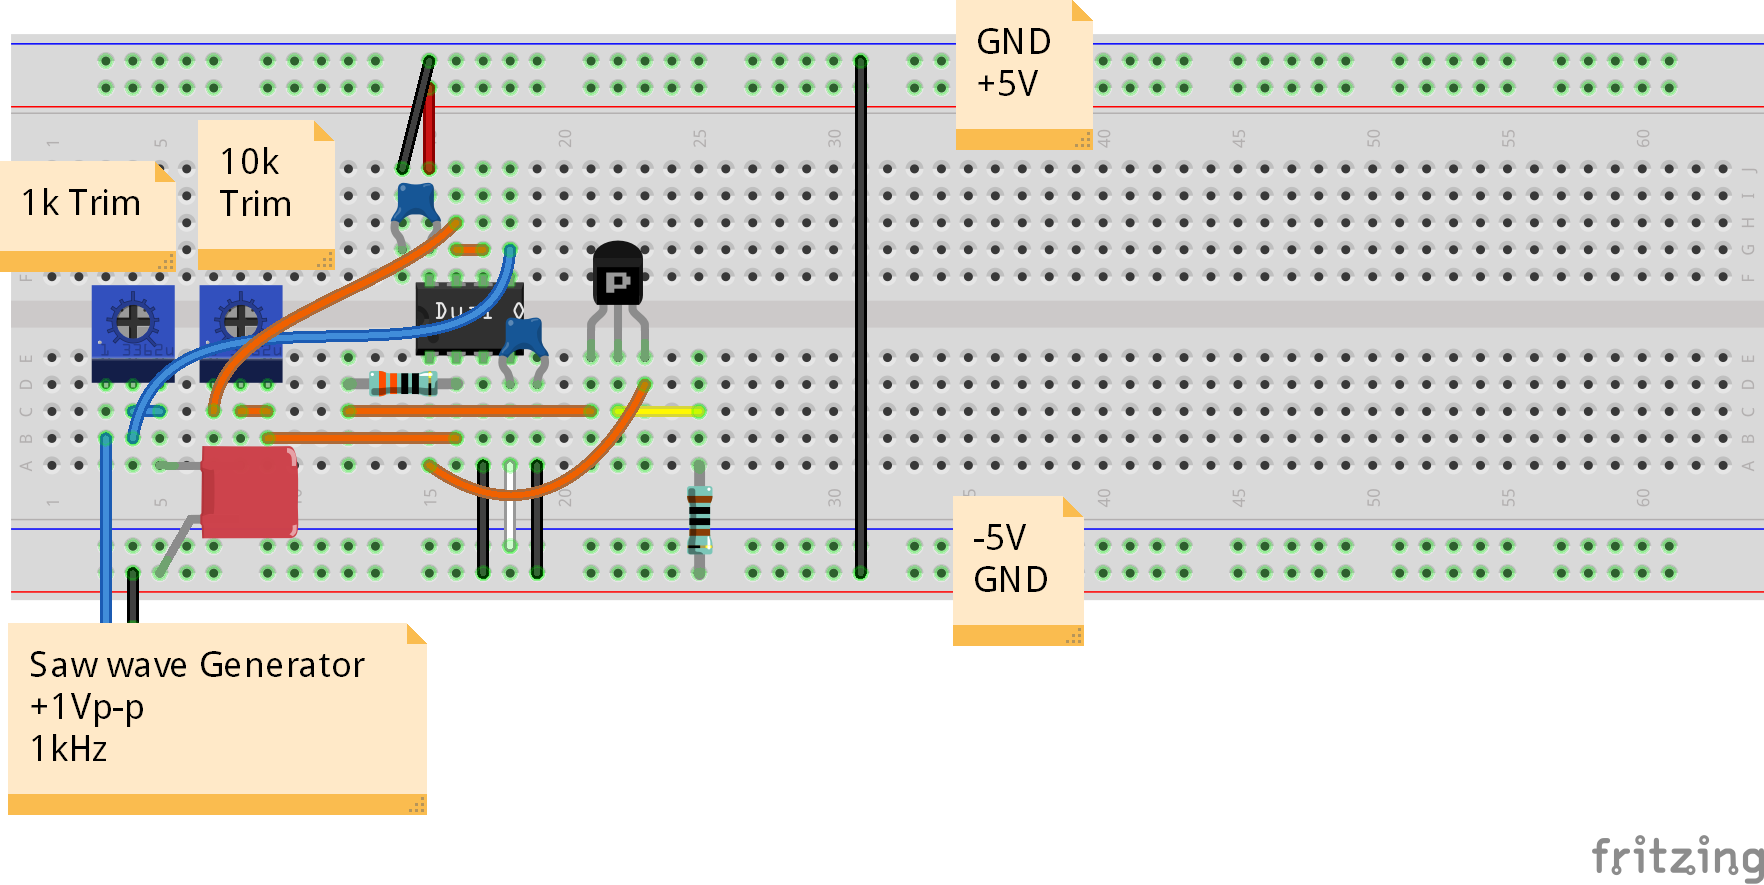 GND
+5V
1k Trim
10k
Trim
1 5 20 25 30 40 45 50 55 60
J
I
H
G
F
F
P
E
D
C
B
A
E
D
C
B
A
1 5 15 20 30 40 45 50 55 60
-5V
GND
Saw wave Generator
+1Vp-p
1kHz
fritzing